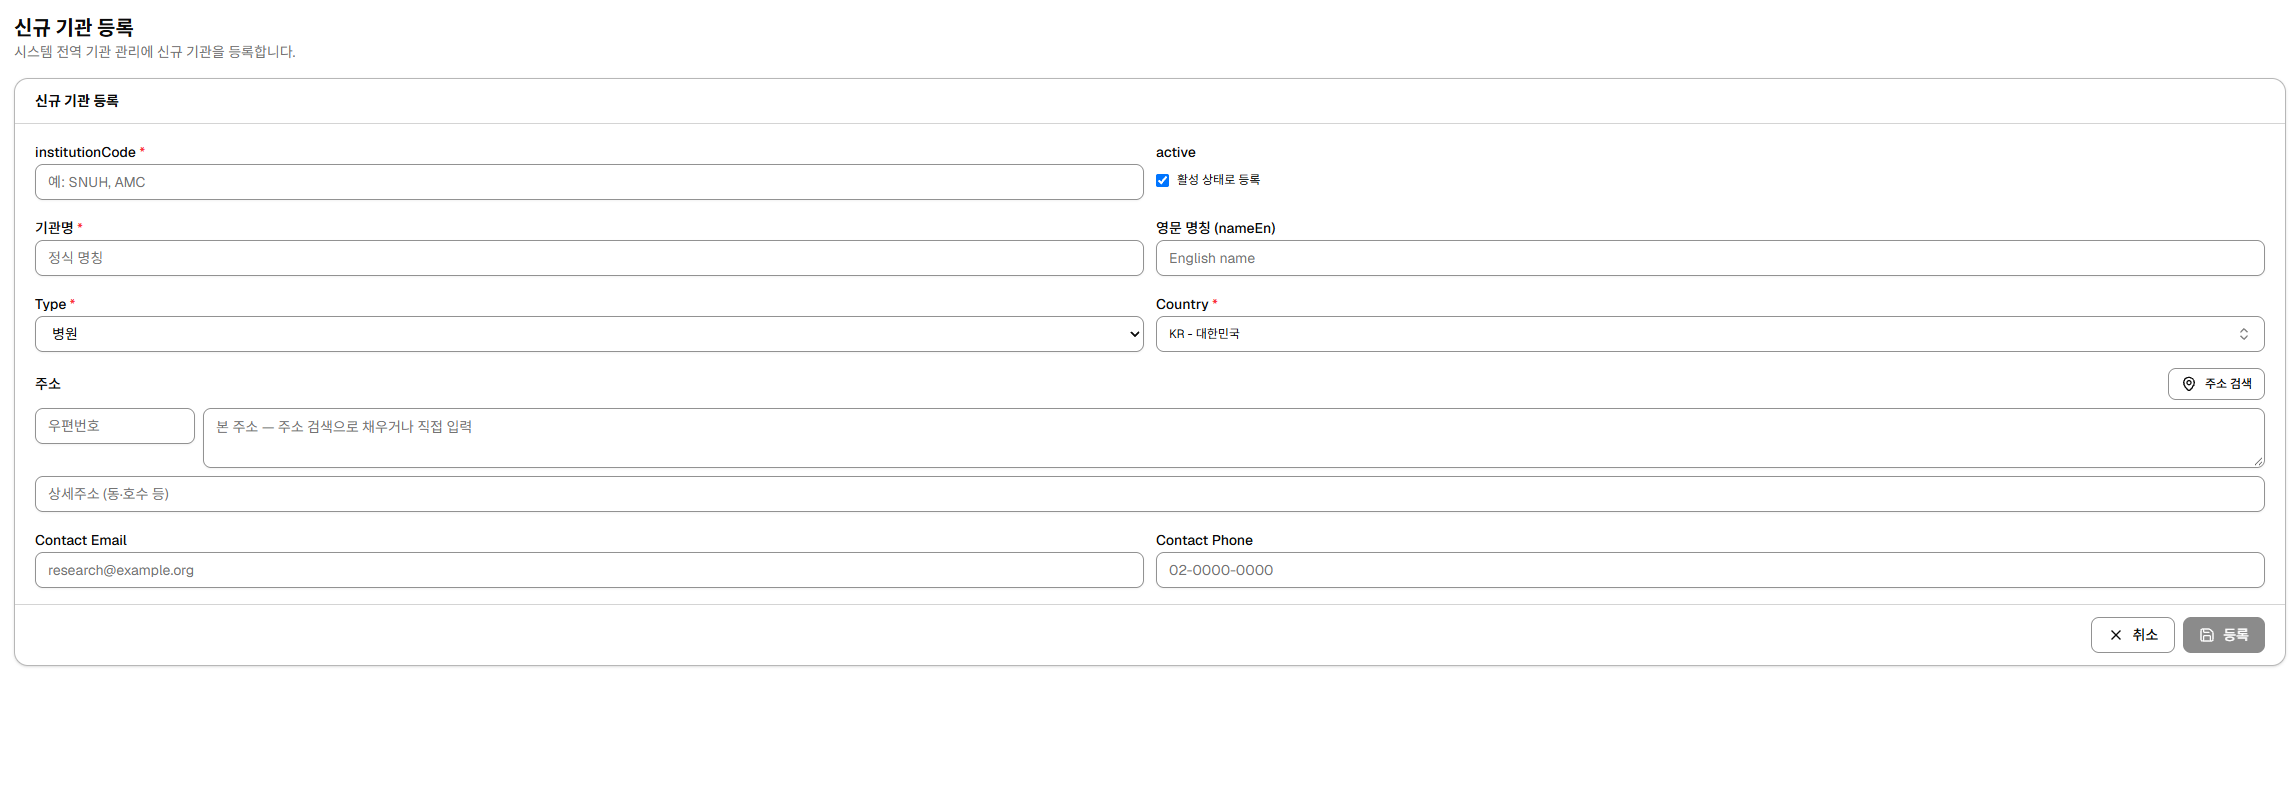 신규 기관 등록
시스템 전역 기관 관리에 신규 기관을 등록합니다.
신규 기관 등록
institutionCode *
예: SNUH, AMC
active
활성 상태로 등록
기관명 *
정식 명칭
영문 명칭 (nameEn)
English name
Type *
병원
Country *
KR - 대한민국
주소
주소 검색
우편번호
본 주소 — 주소 검색으로 채우거나 직접 입력
상세주소 (동·호수 등)
Contact Email
research@example.org
Contact Phone
02-0000-0000
취소
등록